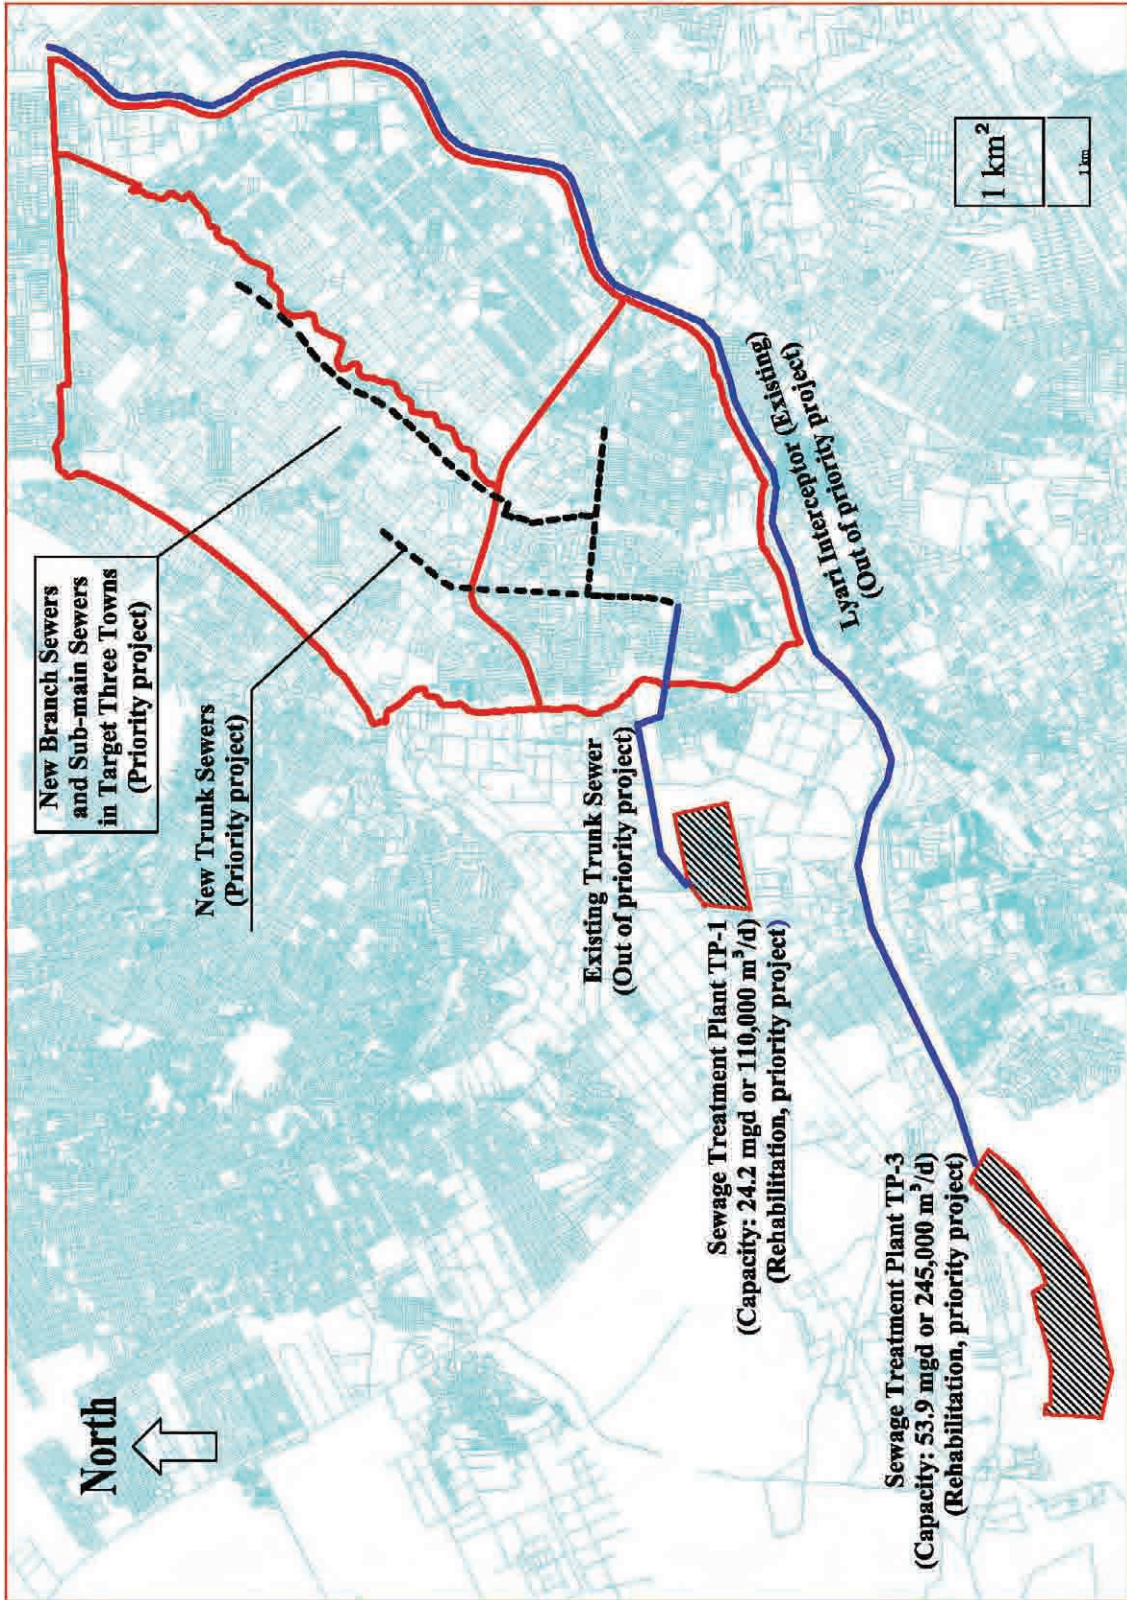 North
New Branch Sewers
and Sub-main Sewers
in Target Three Towns
(Priority project)
New Trunk Sewers
(Priority project)
Existing Trunk Sewer
(Out of priority project)
Sewage Treatment Plant TP-1
(Capacity: 24.2 mgd or 110,000 m³/d)
(Rehabilitation, priority project)
Sewage Treatment Plant TP-3
(Capacity: 53.9 mgd or 245,000 m³/d)
(Rehabilitation, priority project)
Lyari Interceptor (Existing)
(Out of priority project)
1 km²
1 km